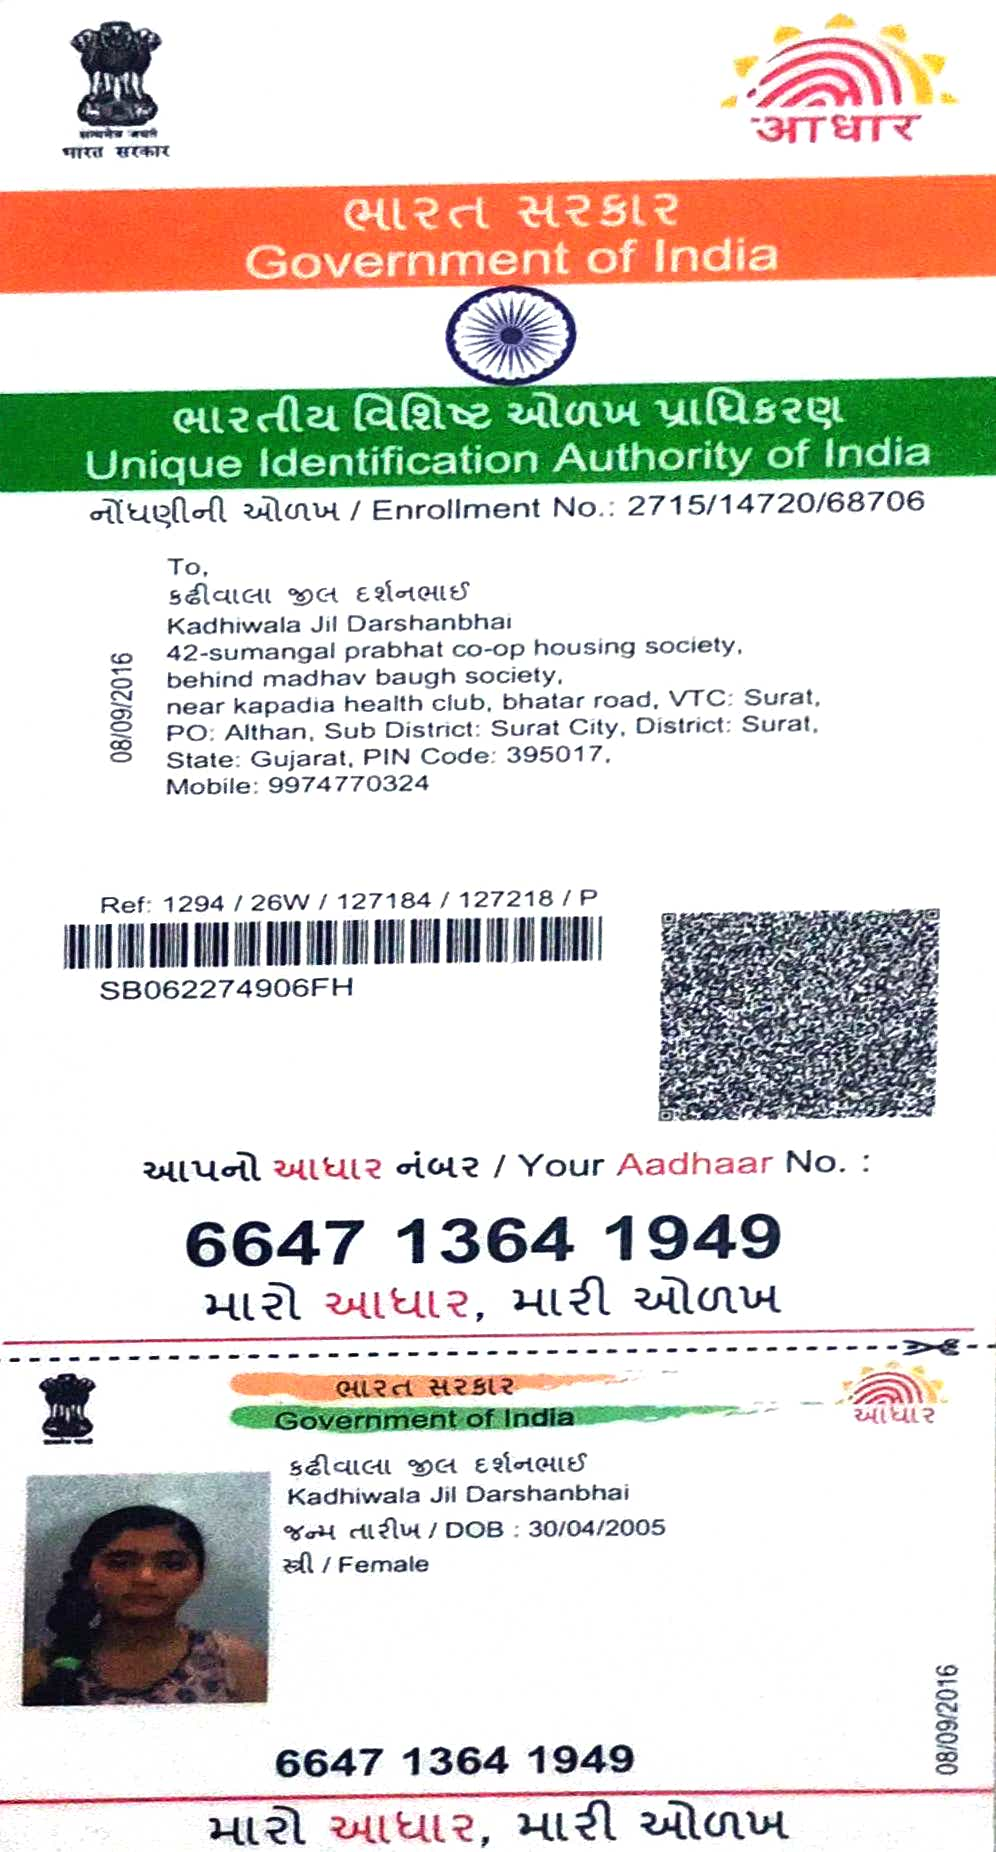 सत्यमेव जयते
भारत सरकार
आधार
ભારત સરકાર
Government of India
ભારતીય વિશિષ્ટ ઓળખ પ્રાધિકરણ
Unique Identification Authority of India
નોંધણીની ઓળખ / Enrollment No.: 2715/14720/68706
To,
કઢીવાલા જીલ દર્શનભાઈ
Kadhiwala Jil Darshanbhai
42-sumangal prabhat co-op housing society,
behind madhav baugh society,
near kapadia health club, bhatar road, VTC: Surat,
PO: Althan, Sub District: Surat City, District: Surat,
State: Gujarat, PIN Code: 395017,
Mobile: 9974770324
08/09/2016
Ref: 1294 / 26W / 127184 / 127218 / P
SB062274906FH
આપનો આધાર નંબર / Your Aadhaar No. :
6647 1364 1949
મારો આધાર, મારી ઓળખ
ભારત સરકાર
Government of India
આધાર
કઢીવાલા જીલ દર્શનભાઈ
Kadhiwala Jil Darshanbhai
જન્મ તારીખ / DOB : 30/04/2005
સ્ત્રી / Female
08/09/2016
6647 1364 1949
મારો આધાર, મારી ઓળખ